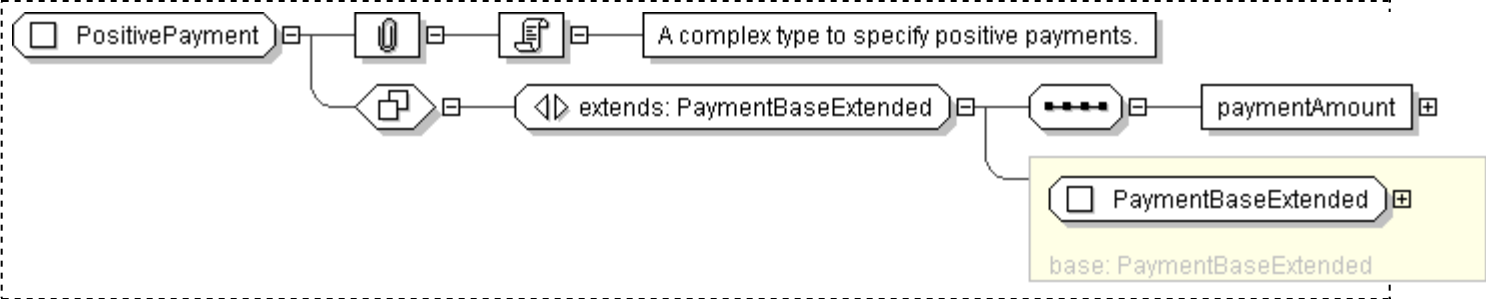 PositivePayment
A complex type to specify positive payments.
extends: PaymentBaseExtended
paymentAmount
PaymentBaseExtended
base: PaymentBaseExtended